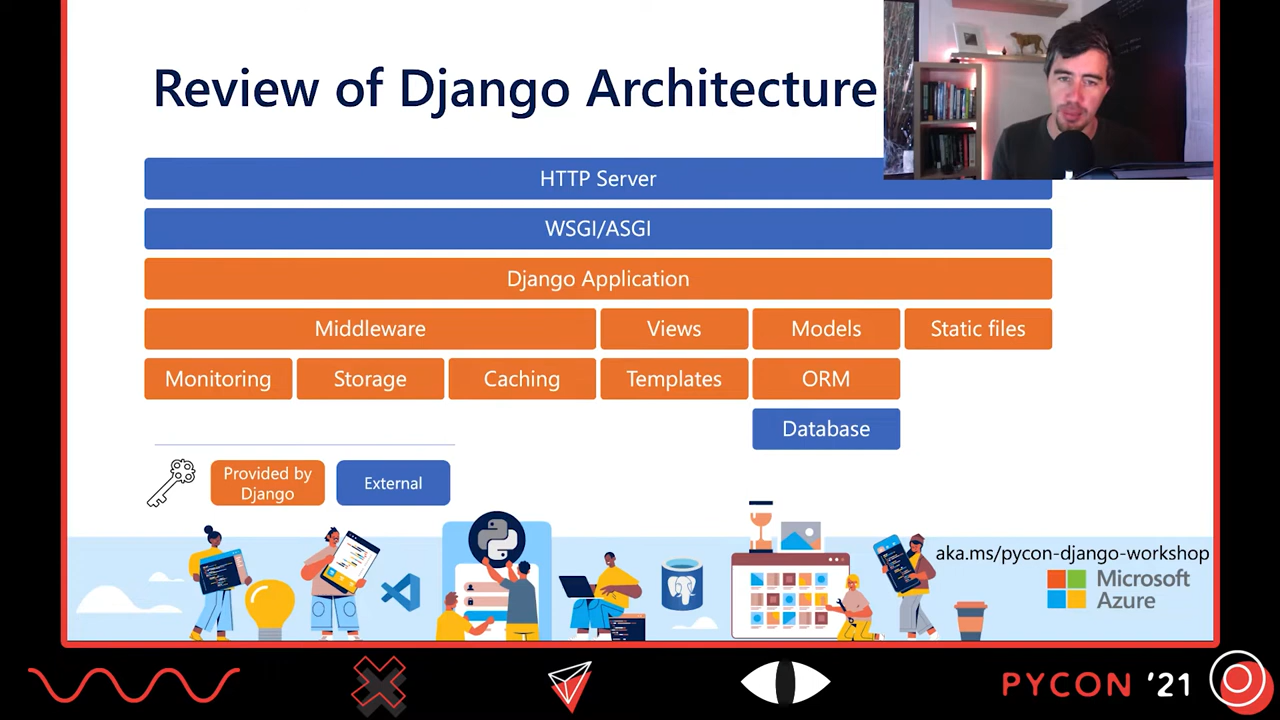 Review of Django Architecture
HTTP Server
WSGI/ASGI
Django Application
Middleware
Views
Models
Static files
Monitoring
Storage
Caching
Templates
ORM
Database
Provided by
Django
External
aka.ms/pycon-django-workshop
Microsoft
Azure
PYCON '21